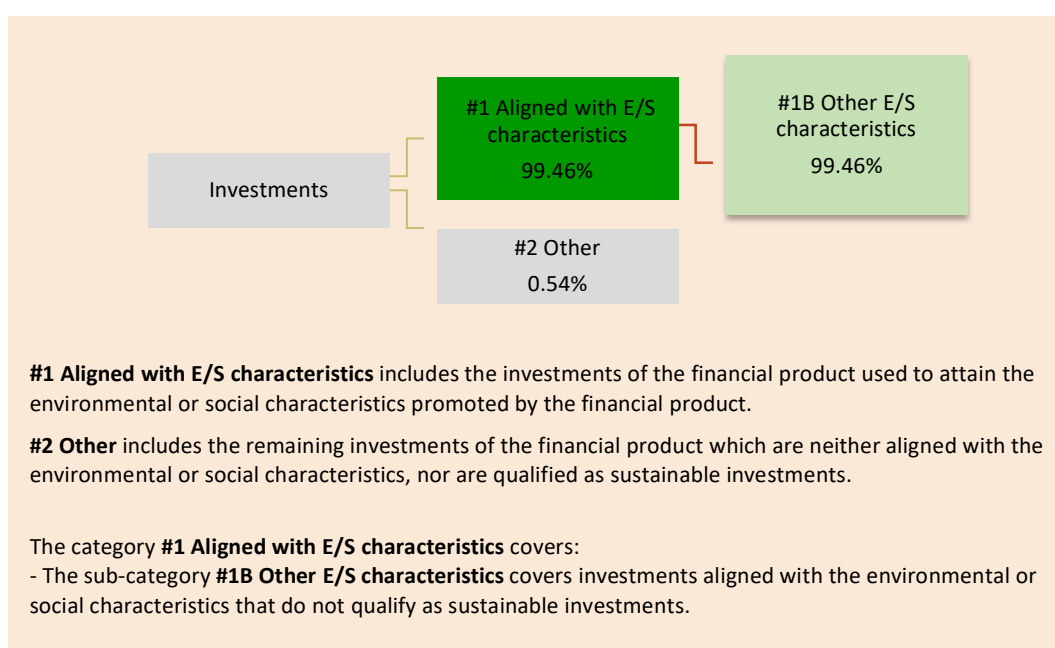 Investments
#1 Aligned with E/S
characteristics
99.46%
#1B Other E/S
characteristics
99.46%
#2 Other
0.54%
#1 Aligned with E/S characteristics includes the investments of the financial product used to attain the
environmental or social characteristics promoted by the financial product.
#2 Other includes the remaining investments of the financial product which are neither aligned with the
environmental or social characteristics, nor are qualified as sustainable investments.
The category #1 Aligned with E/S characteristics covers:
- The sub-category #1B Other E/S characteristics covers investments aligned with the environmental or
social characteristics that do not qualify as sustainable investments.